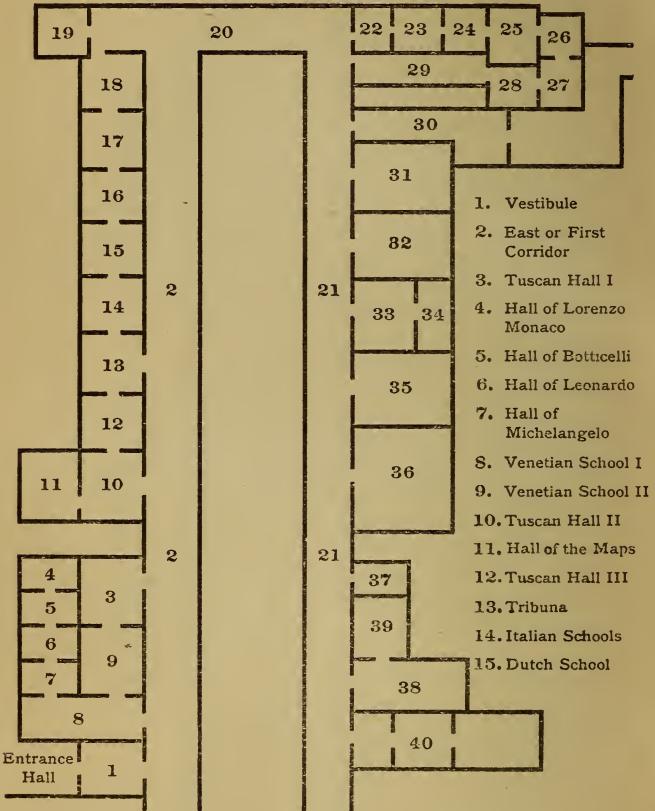 19
20
22
23
24
25
26
18
29
28
27
30
17
31
16
15
32
2
21
14
33
34
13
35
12
11
10
36
2
21
4
3
37
5
39
6
9
7
38
8
40
Entrance
Hall
1
1. Vestibule
2. East or First
Corridor
3. Tuscan Hall I
4. Hall of Lorenzo
Monaco
5. Hall of Botticelli
6. Hall of Leonardo
7. Hall of
Michelangelo
8. Venetian School I
9. Venetian School II
10. Tuscan Hall II
11. Hall of the Maps
12. Tuscan Hall III
13. Tribuna
14. Italian Schools
15. Dutch School